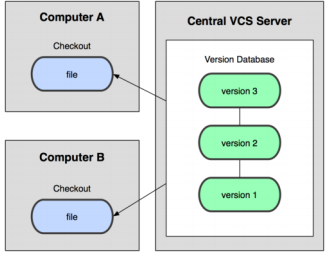 Computer A
Checkout
file
Computer B
Checkout
file
Central VCS Server
Version Database
version 3
version 2
version 1